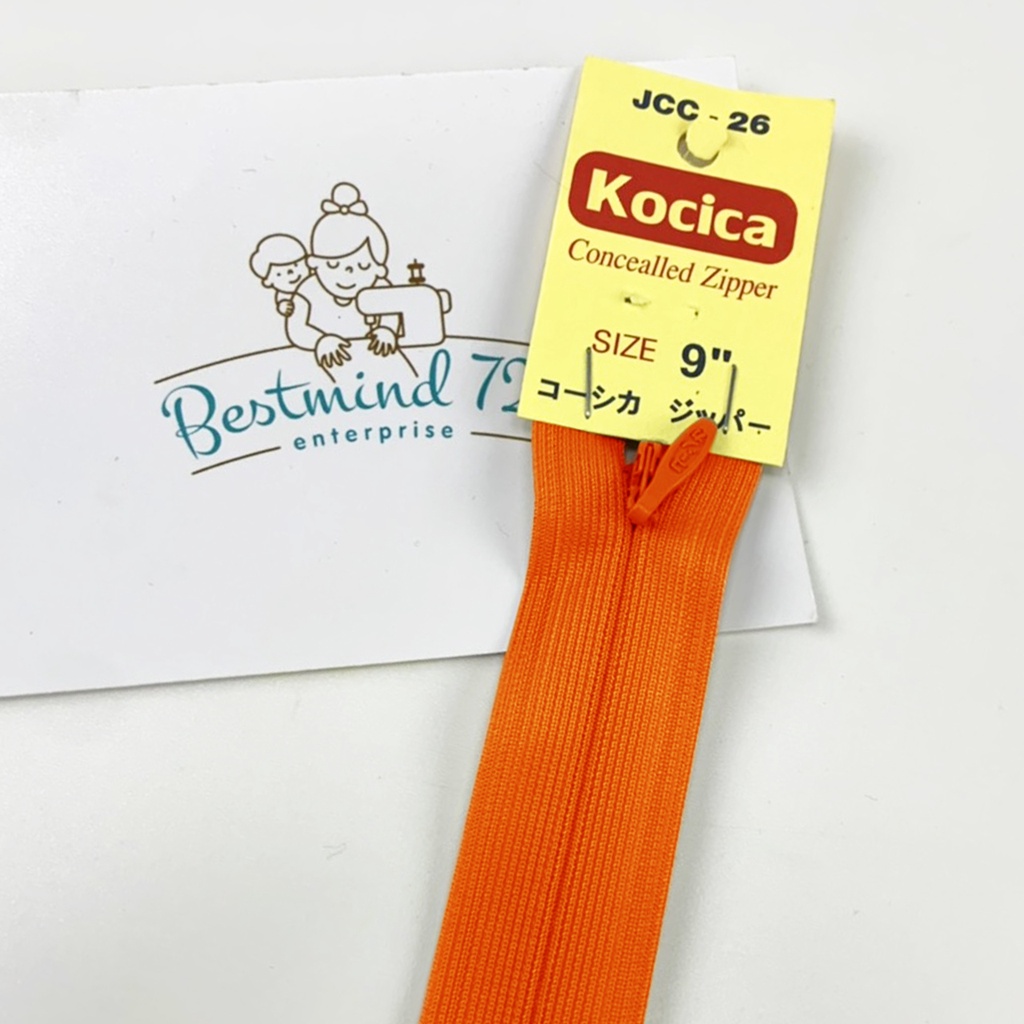 JCC - 26
Kocica
Concealled Zipper
SIZE 9"
コーシカ ジッパー
Bestmind 72
enterprise